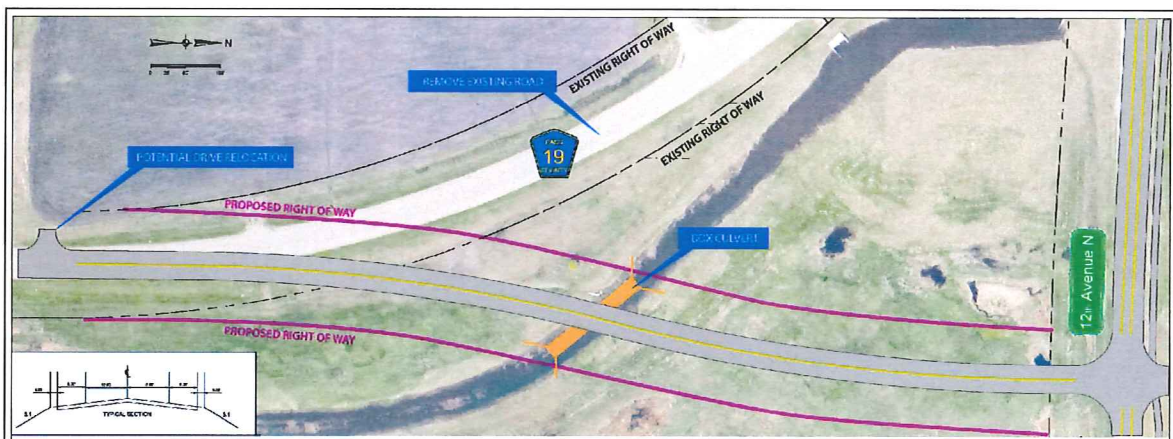 N
EXISTING RIGHT OF WAY
REMOVE EXISTING ROAD
EXISTING RIGHT OF WAY
19
POTENTIAL DRIVE RELOCATION
PROPOSED RIGHT OF WAY
BOX CULVERT
12th Avenue N
PROPOSED RIGHT OF WAY
TYPICAL SECTION